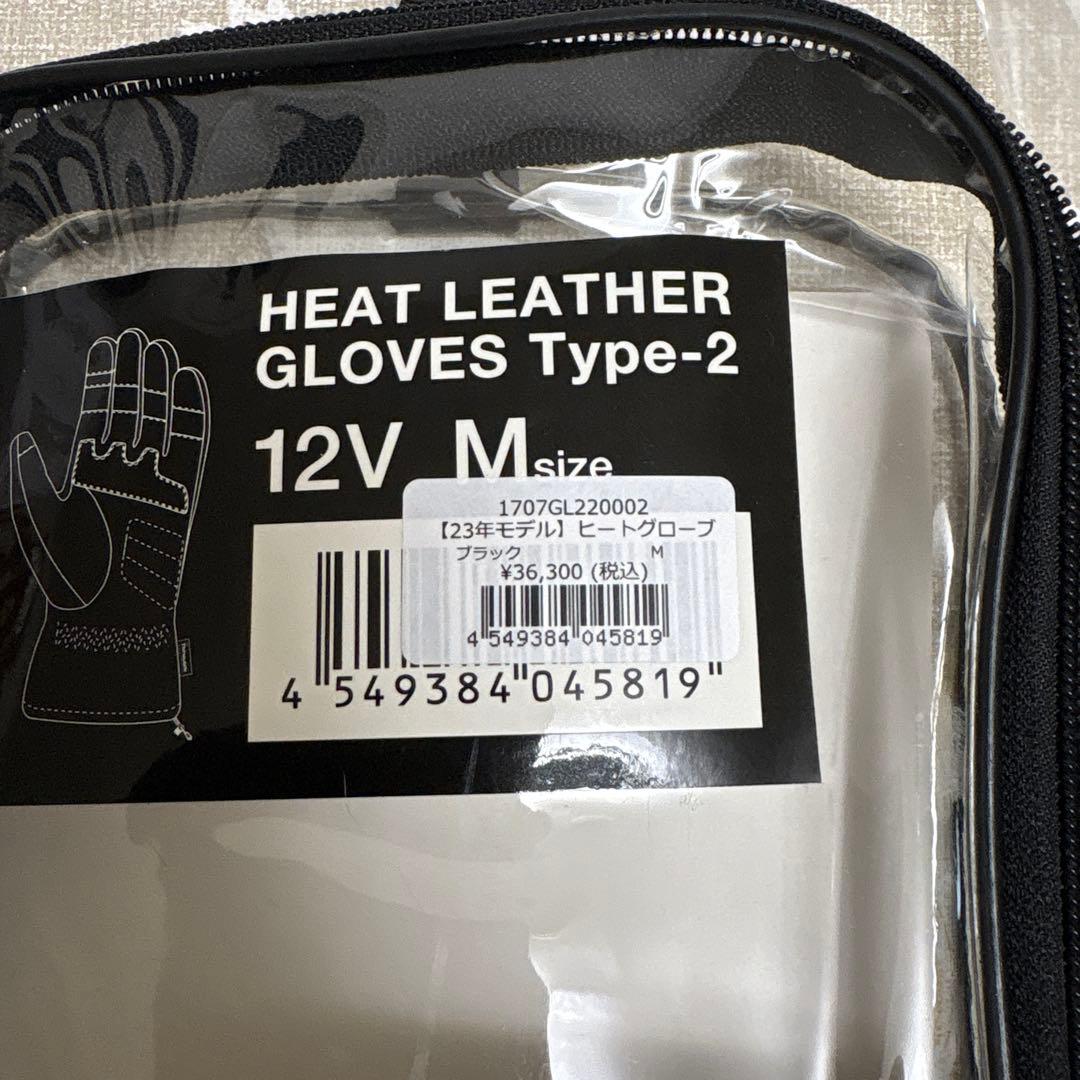 HEAT LEATHER
GLOVES Type-2
12V M size
1707GL220002
【23年モデル】ヒートグローブ
ブラック M
¥36,300 (税込)
4 549384 045819
4 549384 045819